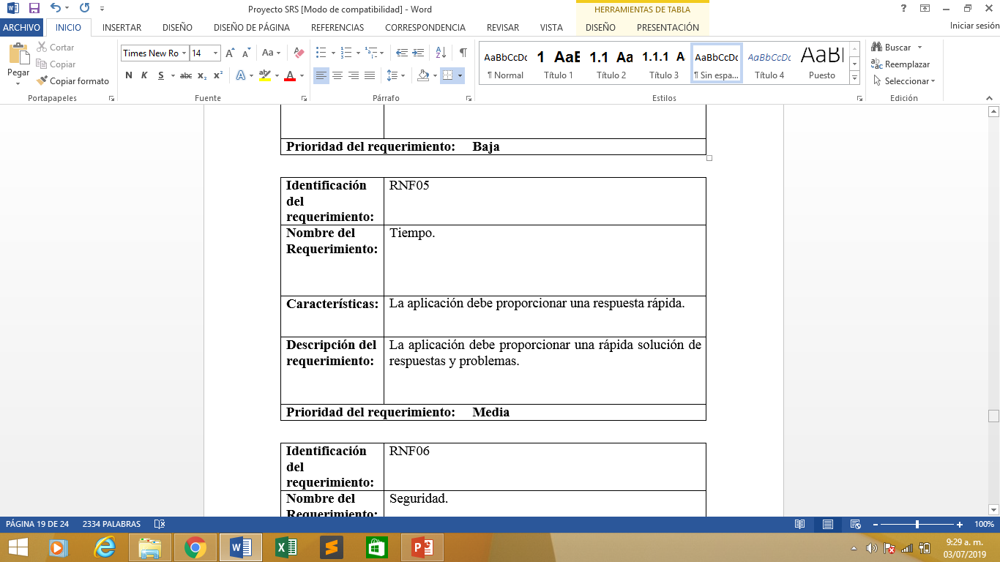 Proyecto SRS [Modo de compatibilidad] - Word
HERRAMIENTAS DE TABLA
?
ARCHIVO INICIO INSERTAR DISEÑO DISEÑO DE PÁGINA REFERENCIAS CORRESPONDENCIA REVISAR VISTA DISEÑO PRESENTACIÓN Iniciar sesión
Pegar
Cortar
Copiar
Copiar formato
Portapapeles
Times New Ro 14
N K S abc x₂ x²
Fuente
Párrafo
AaBbCcDc 1 AaE 1.1 Aa 1.1.1 A AaBbCcDc AaBbCcDc AaBl
¶ Normal Título 1 Título 2 Título 3 ¶ Sin espa... Título 4 Puesto
Estilos
Buscar
Reemplazar
Seleccionar
Edición
Prioridad del requerimiento: Baja
Identificación
del
requerimiento:
RNF05
Nombre del
Requerimiento:
Tiempo.
Características:
La aplicación debe proporcionar una respuesta rápida.
Descripción del
requerimiento:
La aplicación debe proporcionar una rápida solución de
respuestas y problemas.
Prioridad del requerimiento: Media
Identificación
del
requerimiento:
RNF06
Nombre del
Requerimiento:
Seguridad.
PÁGINA 19 DE 24 2334 PALABRAS 100%
9:29 a. m.
03/07/2019